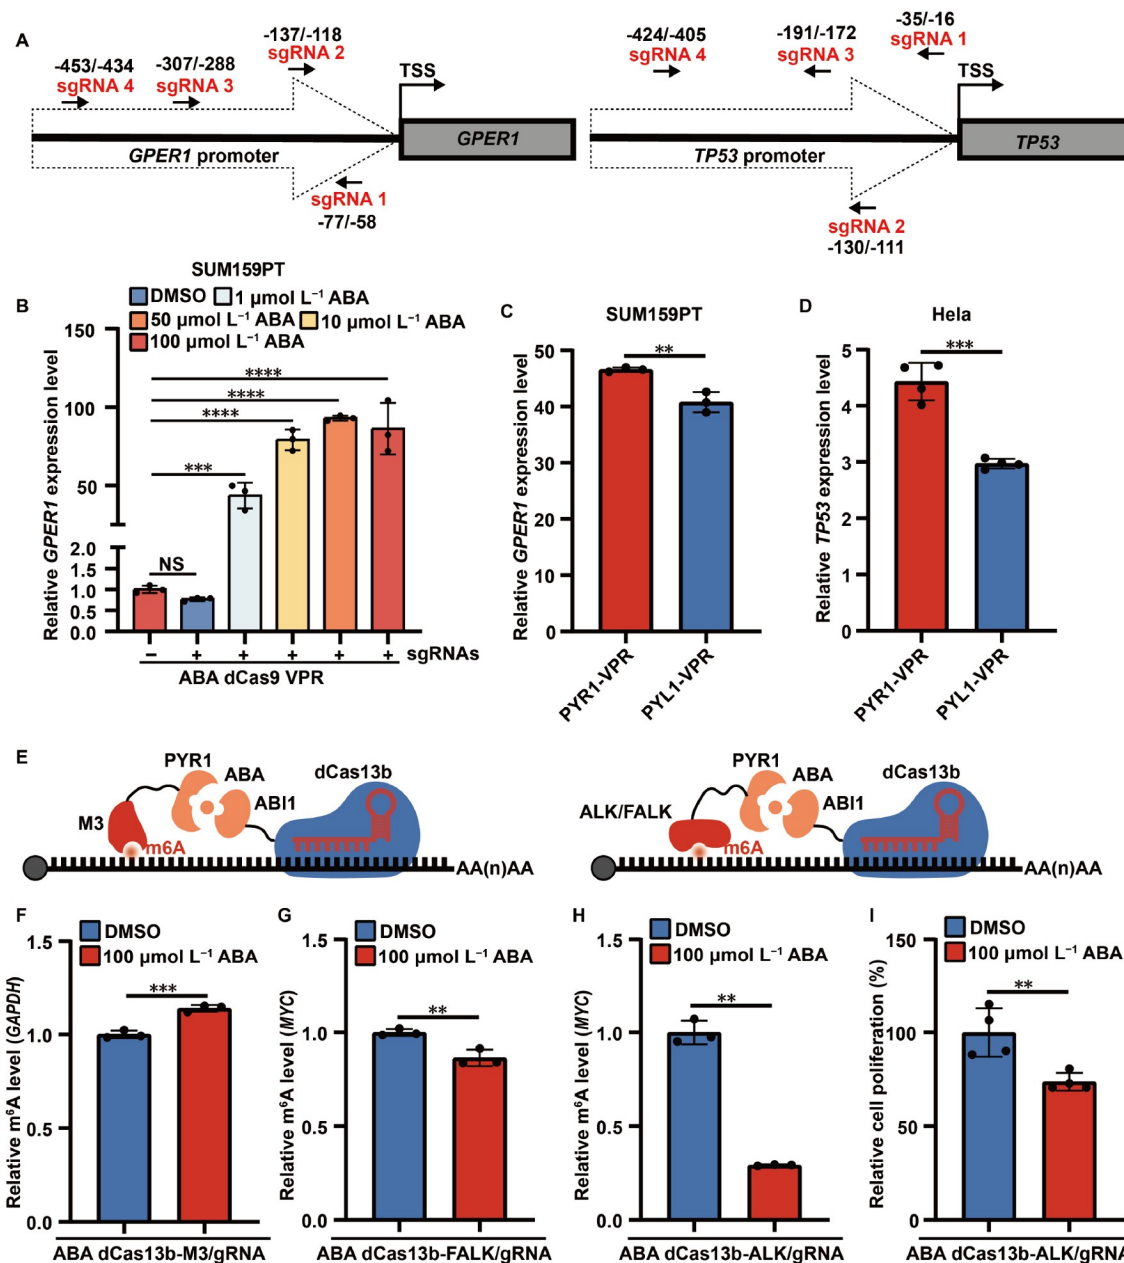 A
-453/-434
sgRNA 4
-307/-288
sgRNA 3
-137/-118
sgRNA 2
TSS
GPER1 promoter
GPER1
sgRNA 1
-77/-58
-424/-405
sgRNA 4
-191/-172
sgRNA 3
-35/-16
sgRNA 1
TSS
TP53 promoter
TP53
sgRNA 2
-130/-111
B
SUM159PT
DMSO
1 µmol L⁻¹ ABA
50 µmol L⁻¹ ABA
10 µmol L⁻¹ ABA
100 µmol L⁻¹ ABA
Relative GPER1 expression level
150
100
50
2.0
1.5
1.0
0.5
0.0
NS
***
****
****
****
– + + + + + sgRNAs
ABA dCas9 VPR
C
SUM159PT
Relative GPER1 expression level
50
40
30
20
10
0
**
PYR1-VPR
PYL1-VPR
D
Hela
Relative TP53 expression level
5
4
3
2
1
0
***
PYR1-VPR
PYL1-VPR
E
PYR1
ABA
ABI1
dCas13b
M3
m6A
AA(n)AA
PYR1
ABA
ABI1
dCas13b
ALK/FALK
m6A
AA(n)AA
F
DMSO
100 µmol L⁻¹ ABA
Relative m⁶A level (GAPDH)
1.5
1.0
0.5
0.0
***
ABA dCas13b-M3/gRNA
G
DMSO
100 µmol L⁻¹ ABA
Relative m⁶A level (MYC)
1.5
1.0
0.5
0.0
**
ABA dCas13b-FALK/gRNA
H
DMSO
100 µmol L⁻¹ ABA
Relative m⁶A level (MYC)
1.5
1.0
0.5
0.0
**
ABA dCas13b-ALK/gRNA
I
DMSO
100 µmol L⁻¹ ABA
Relative cell poliferation (%)
150
100
50
0
**
ABA dCas13b-ALK/gRNA